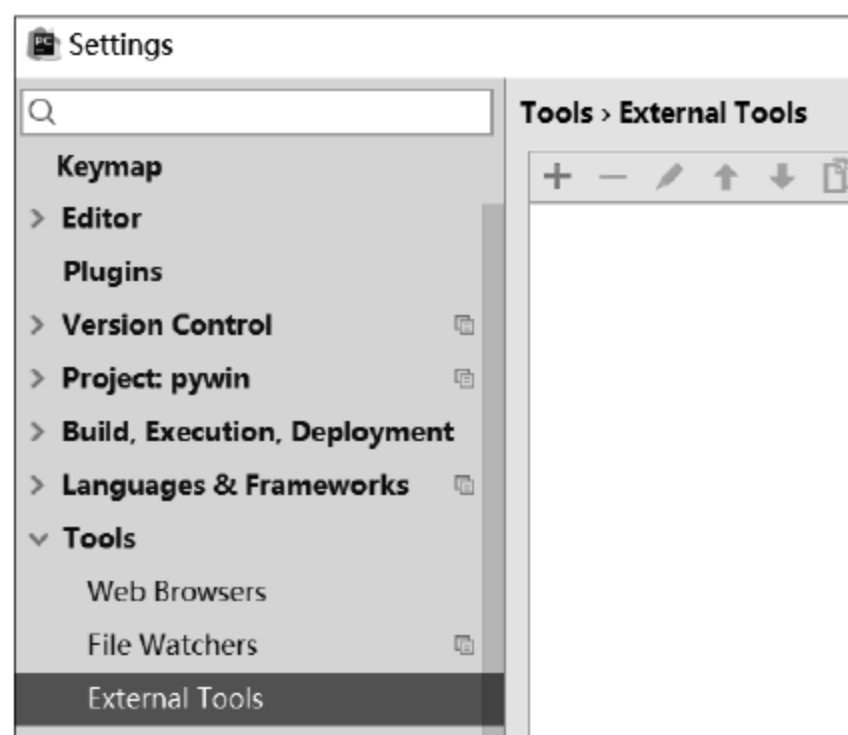 Settings
Tools › External Tools
Keymap
Editor
Plugins
Version Control
Project: pywin
Build, Execution, Deployment
Languages & Frameworks
Tools
Web Browsers
File Watchers
External Tools